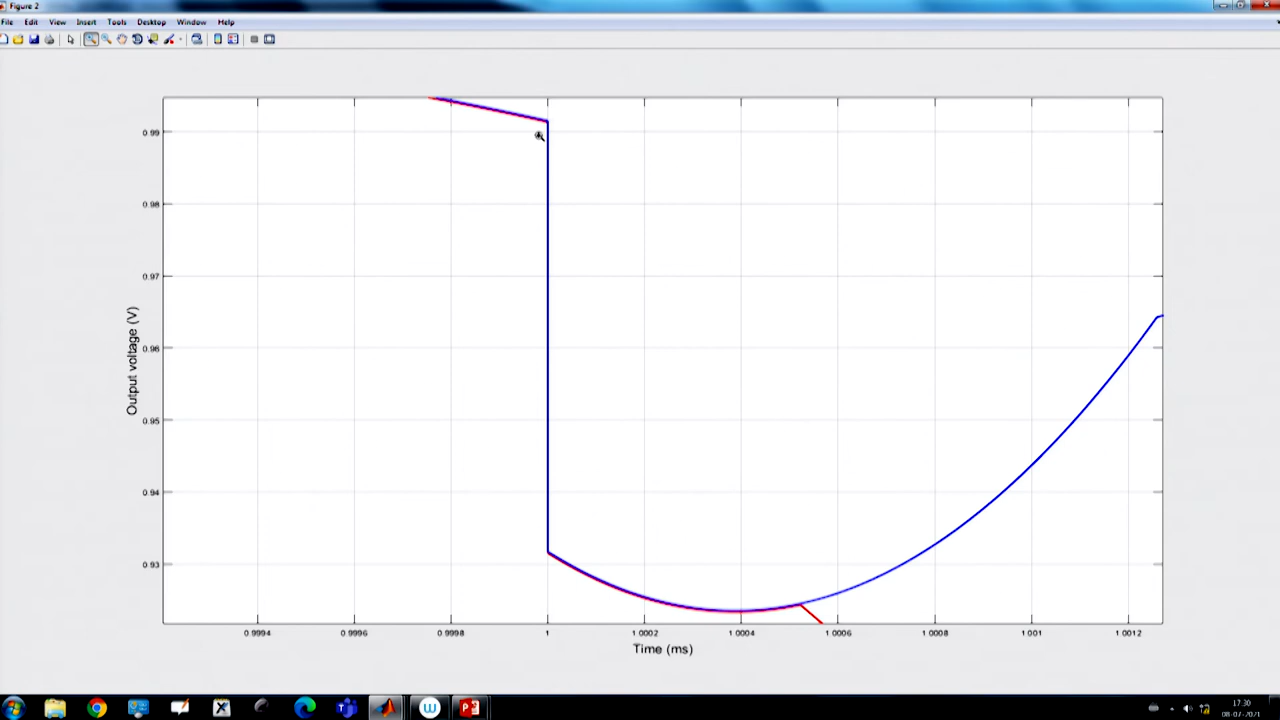 Figure 2
File Edit View Insert Tools Desktop Window Help
0.99
0.98
0.97
0.96
0.95
0.94
0.93
Output voltage (V)
0.9994 0.9996 0.9998 1 1.0002 1.0004 1.0006 1.0008 1.001 1.0012
Time (ms)
W
P
17:30